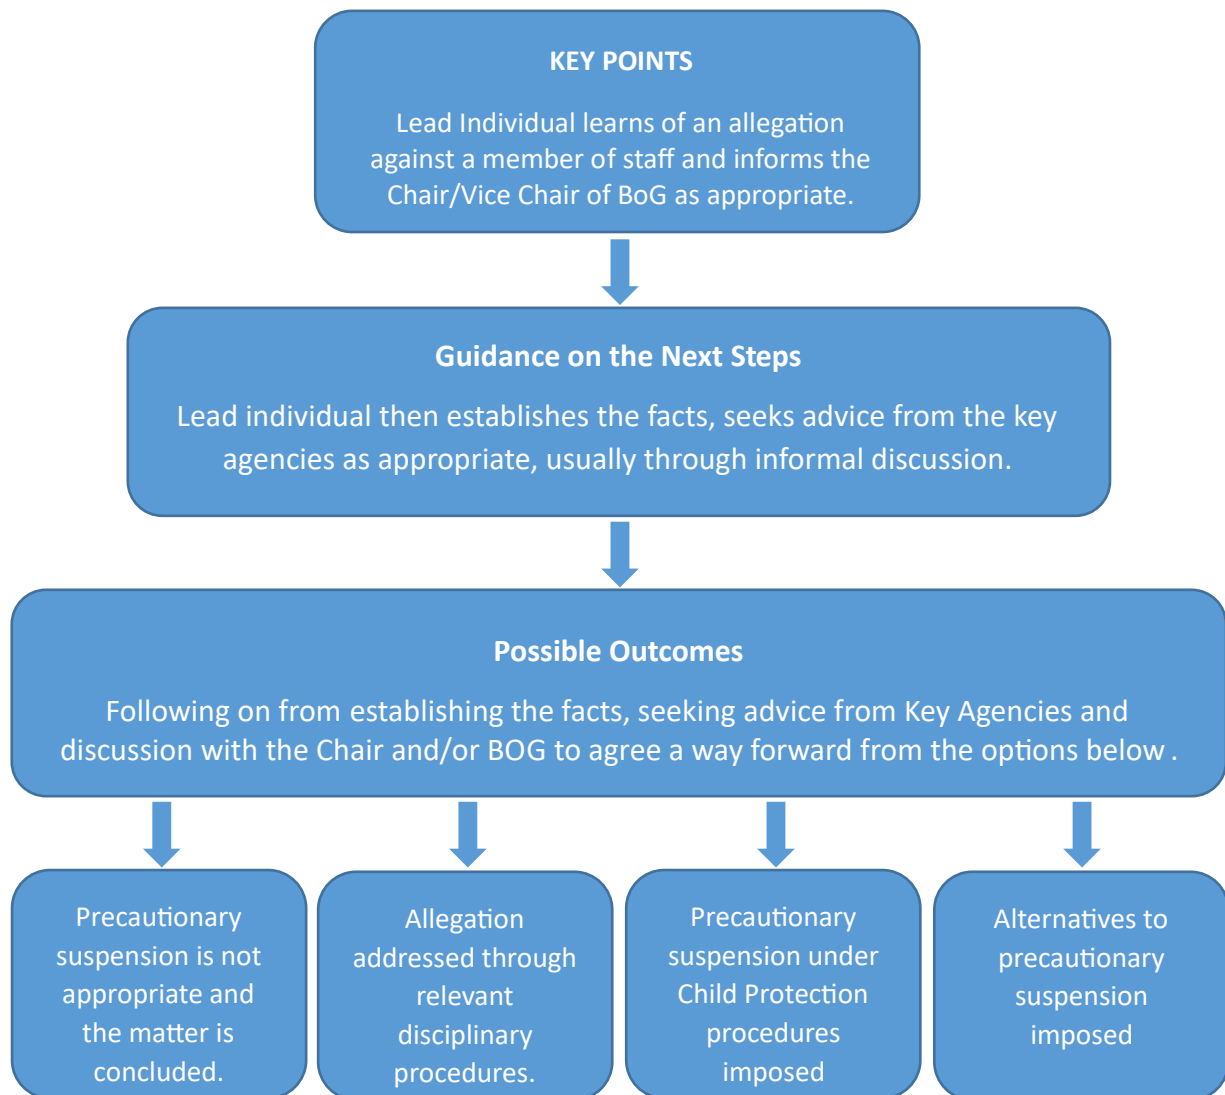 KEY POINTS
Lead Individual learns of an allegation
against a member of staff and informs the
Chair/Vice Chair of BoG as appropriate.
Guidance on the Next Steps
Lead individual then establishes the facts, seeks advice from the key
agencies as appropriate, usually through informal discussion.
Possible Outcomes
Following on from establishing the facts, seeking advice from Key Agencies and
discussion with the Chair and/or BOG to agree a way forward from the options below .
Precautionary
suspension is not
appropriate and
the matter is
concluded.
Allegation
addressed through
relevant
disciplinary
procedures.
Precautionary
suspension under
Child Protection
procedures
imposed
Alternatives to
precautionary
suspension
imposed